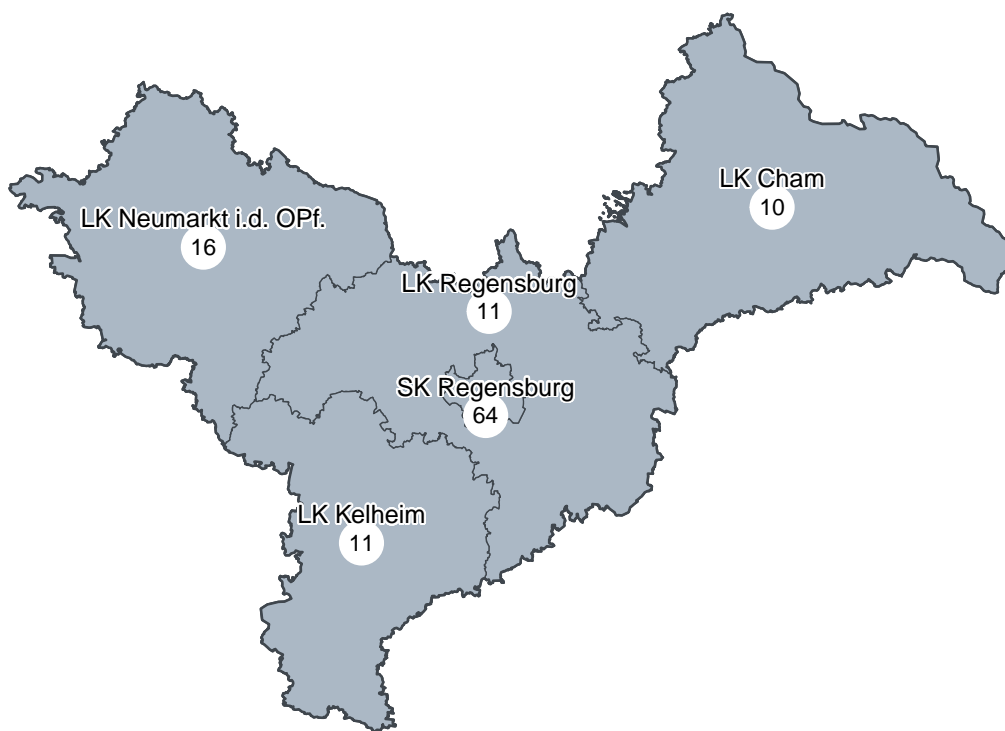 LK Cham
10
LK Neumarkt i.d. OPf.
16
LK Regensburg
11
SK Regensburg
64
LK Kelheim
11